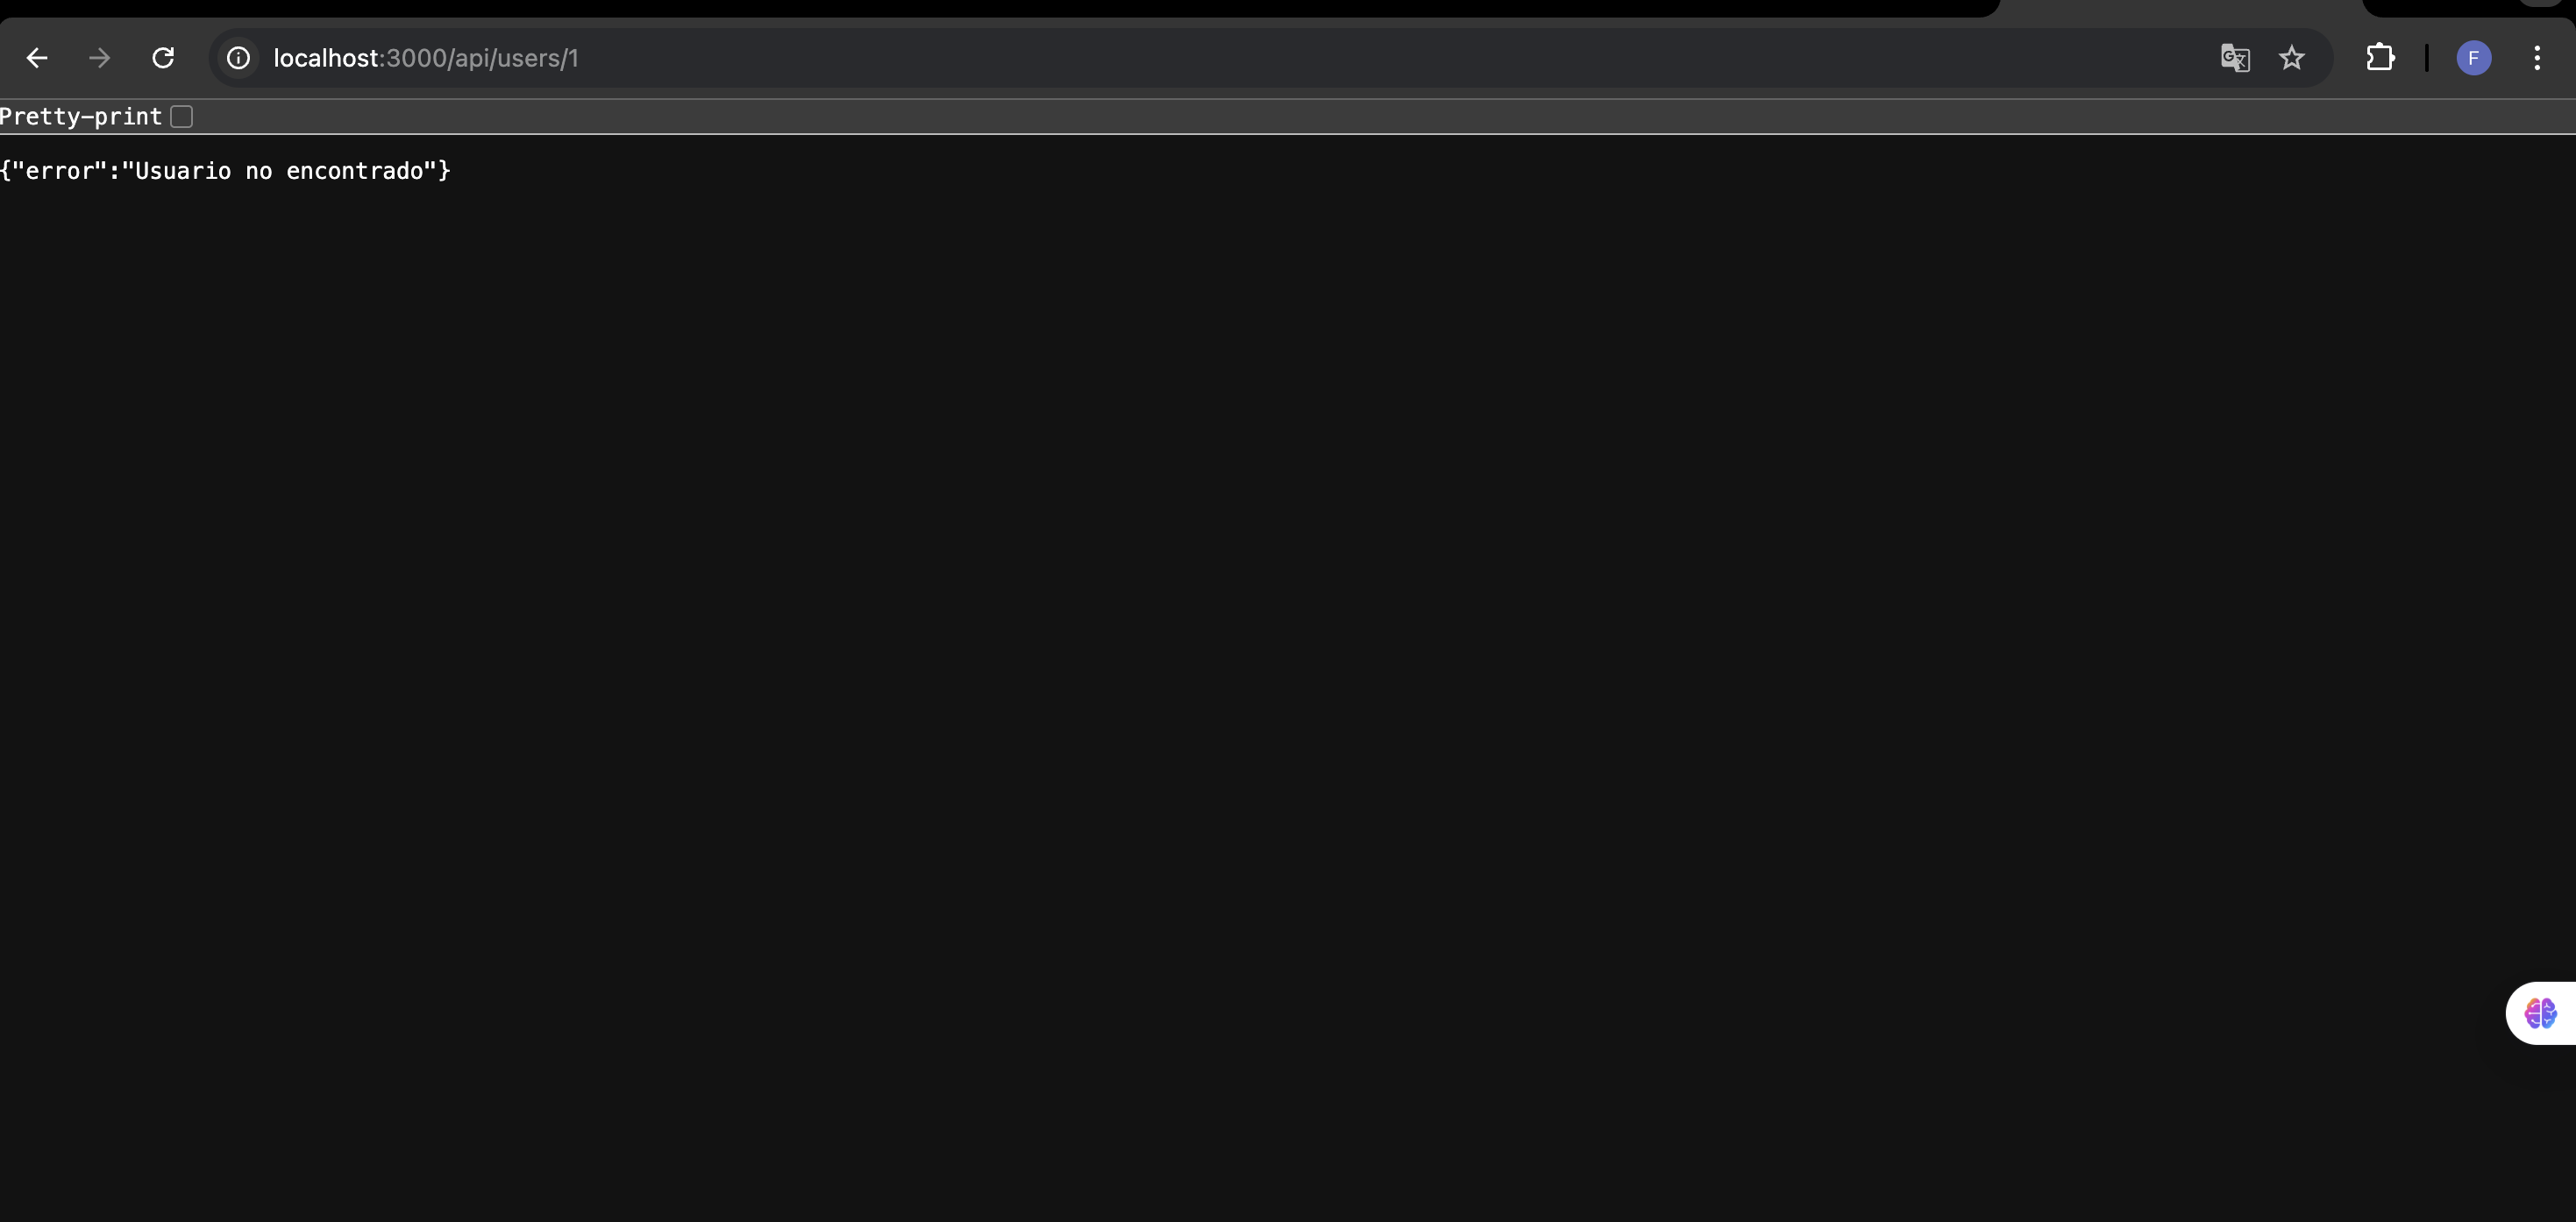 localhost:3000/api/users/1
F
Pretty-print
{"error":"Usuario no encontrado"}